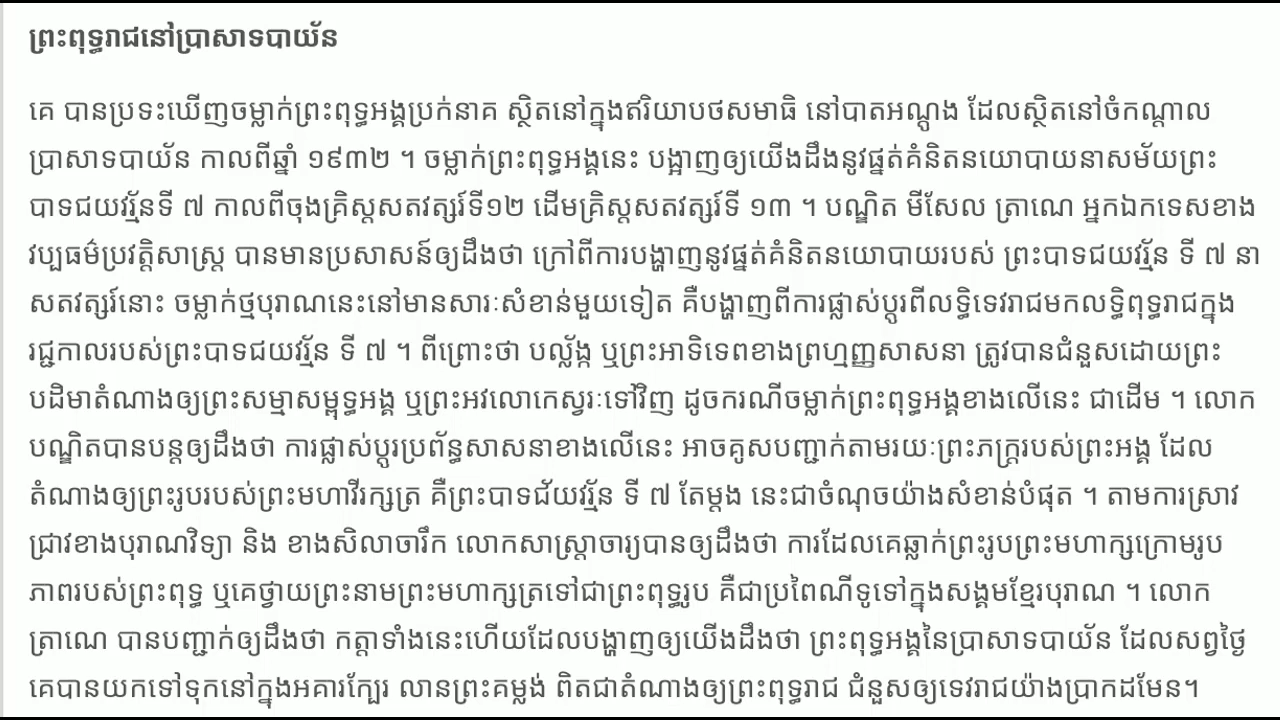 ព្រះពុទ្ធរាជនៅប្រាសាទបាយ័ន
គេ បានប្រទះឃើញចម្លាក់ព្រះពុទ្ធអង្គប្រក់នាគ ស្ថិតនៅក្នុងឥរិយាបថសមាធិ នៅបាតអណ្តូង ដែលស្ថិតនៅចំកណ្តាល
ប្រាសាទបាយ័ន កាលពីឆ្នាំ ១៩៣២ ។ ចម្លាក់ព្រះពុទ្ធអង្គនេះ បង្អាញឲ្យយើងដឹងនូវផ្នត់គំនិតនយោបាយនាសម័យព្រះ
បាទជយវរ្ម័នទី ៧ កាលពីចុងគ្រិស្តសតវត្សរ៍ទី១២ ដើមគ្រិស្តសតវត្សរ៍ទី ១៣ ។ បណ្ឌិត មីសែល ត្រាណេ អ្នកឯកទេសខាង
វប្បធម៌ប្រវត្តិសាស្ត្រ បានមានប្រសាសន៍ឲ្យដឹងថា ក្រៅពីការបង្ហាញនូវផ្នត់គំនិតនយោបាយរបស់ ព្រះបាទជយវរ្ម័ន ទី ៧ នា
សតវត្សរ៍នោះ ចម្លាក់ថ្មបុរាណនេះនៅមានសារៈសំខាន់មួយទៀត គឺបង្ហាញពីការផ្លាស់ប្តូរពីលទ្ធិទេវរាជមកលទ្ធិពុទ្ធរាជក្នុង
រជ្ជកាលរបស់ព្រះបាទជយវរ្ម័ន ទី ៧ ។ ពីព្រោះថា បល្ល័ង្ក ឬព្រះអាទិទេពខាងព្រហ្មញ្ញសាសនា ត្រូវបានជំនួសដោយព្រះ
បដិមាតំណាងឲ្យព្រះសម្មាសម្ពុទ្ធអង្គ ឬព្រះអវលោកេស្វរៈទៅវិញ ដូចករណីចម្លាក់ព្រះពុទ្ធអង្គខាងលើនេះ ជាដើម ។ លោក
បណ្ឌិតបានបន្តឲ្យដឹងថា ការផ្លាស់ប្តូរប្រព័ន្ធសាសនាខាងលើនេះ អាចគូសបញ្ជាក់តាមរយៈព្រះភក្ត្ររបស់ព្រះអង្គ ដែល
តំណាងឲ្យព្រះរូបរបស់ព្រះមហាវីរក្សត្រ គឺព្រះបាទជ័យវរ្ម័ន ទី ៧ តែម្តង នេះជាចំណុចយ៉ាងសំខាន់បំផុត ។ តាមការស្រាវ
ជ្រាវខាងបុរាណវិទ្យា និង ខាងសិលាចារឹក លោកសាស្ត្រាចារ្យបានឲ្យដឹងថា ការដែលគេឆ្លាក់ព្រះរូបព្រះមហាក្សក្រោមរូប
ភាពរបស់ព្រះពុទ្ធ ឬគេថ្វាយព្រះនាមព្រះមហាក្សត្រទៅជាព្រះពុទ្ធរូប គឺជាប្រពៃណីទូទៅក្នុងសង្គមខ្មែរបុរាណ ។ លោក
ត្រាណេ បានបញ្ជាក់ឲ្យដឹងថា កត្តាទាំងនេះហើយដែលបង្ហាញឲ្យយើងដឹងថា ព្រះពុទ្ធអង្គនៃប្រាសាទបាយ័ន ដែលសព្វថ្ងៃ
គេបានយកទៅទុកនៅក្នុងអគារក្បែរ លានព្រះគម្លង់ ពិតជាតំណាងឲ្យព្រះពុទ្ធរាជ ជំនួសឲ្យទេវរាជយ៉ាងប្រាកដមែន។